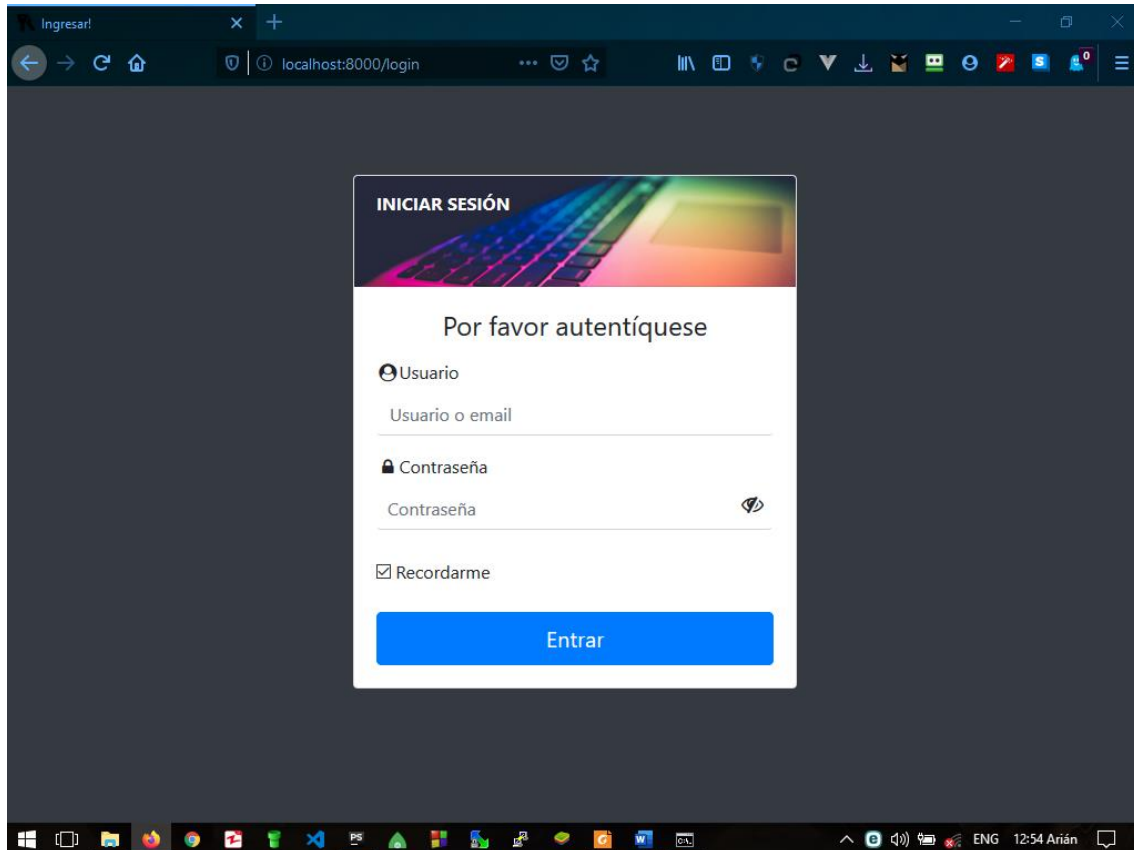 Ingresar!
localhost:8000/login
0
INICIAR SESIÓN
Por favor autentíquese
Usuario
Usuario o email
Contraseña
Contraseña
Recordarme
Entrar
ENG 12:54 Arián